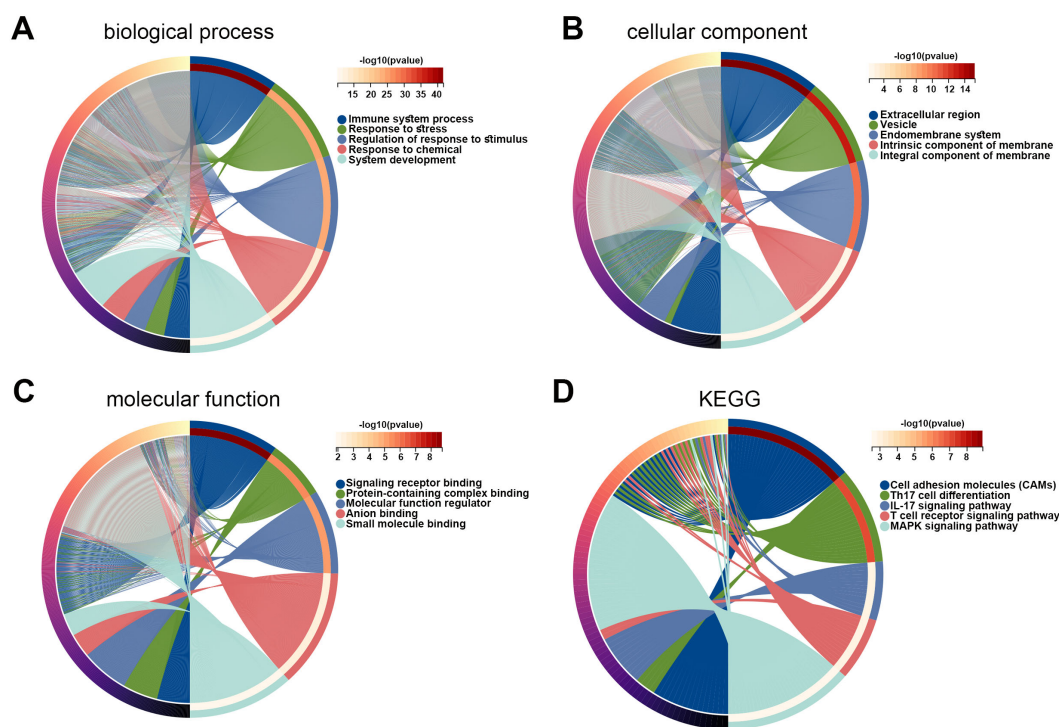 A
biological process
-log10(pvalue)
15 20 25 30 35 40
Immune system process
Response to stress
Regulation of response to stimulus
Response to chemical
System development
B
cellular component
-log10(pvalue)
4 6 8 10 12 14
Extracellular region
Vesicle
Endomembrane system
Intrinsic component of membrane
Integral component of membrane
C
molecular function
-log10(pvalue)
2 3 4 5 6 7 8
Signaling receptor binding
Protein-containing complex binding
Molecular function regulator
Anion binding
Small molecule binding
D
KEGG
-log10(pvalue)
3 4 5 6 7 8
Cell adhesion molecules (CAMs)
Th17 cell differentiation
IL-17 signaling pathway
T cell receptor signaling pathway
MAPK signaling pathway